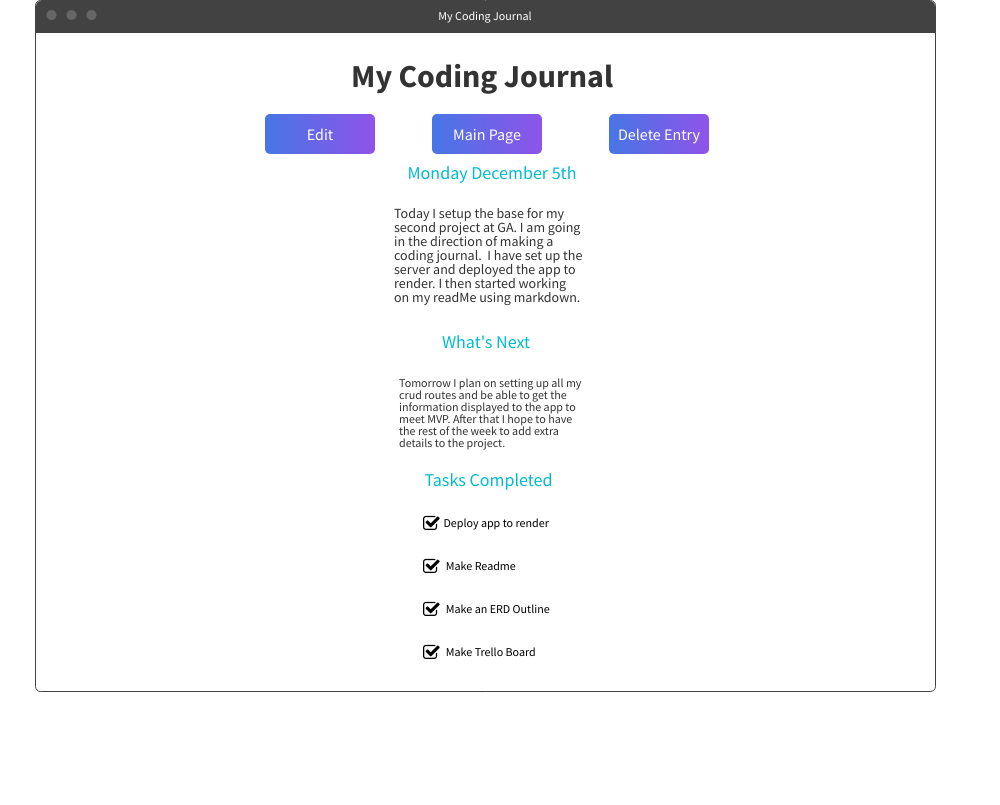 My Coding Journal
My Coding Journal
Edit
Main Page
Delete Entry
Monday December 5th
Today I setup the base for my
second project at GA. I am going
in the direction of making a
coding journal.  I have set up the
server and deployed the app to
render. I then started working
on my readMe using markdown.
What's Next
Tomorrow I plan on setting up all my
crud routes and be able to get the
information displayed to the app to
meet MVP. After that I hope to have
the rest of the week to add extra
details to the project.
Tasks Completed
Deploy app to render
Make Readme
Make an ERD Outline
Make Trello Board